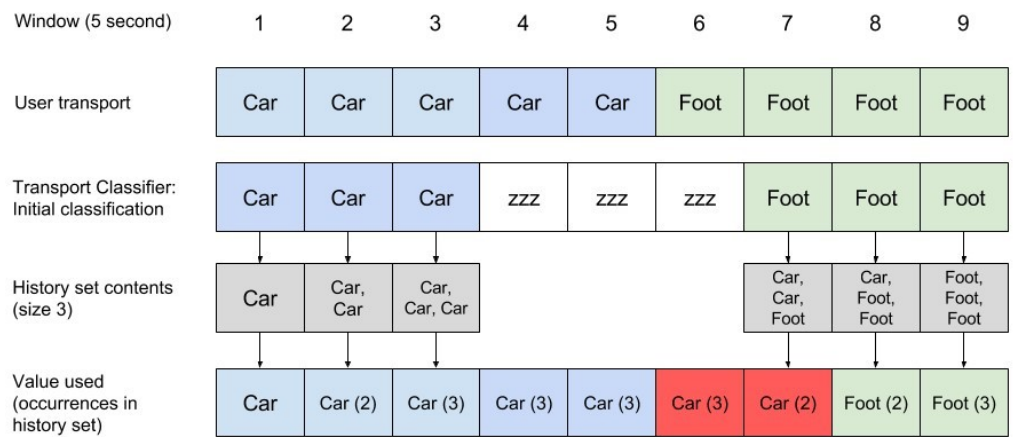 Window (5 second) 1 2 3 4 5 6 7 8 9
User transport Car Car Car Car Car Foot Foot Foot Foot
Transport Classifier:
Initial classification
Car Car Car zzz zzz zzz Foot Foot Foot
History set contents
(size 3)
Car
Car,
Car
Car,
Car, Car
Car,
Car,
Foot
Car,
Foot,
Foot
Foot,
Foot,
Foot
Value used
(occurrences in
history set)
Car Car (2) Car (3) Car (3) Car (3) Car (3) Car (2) Foot (2) Foot (3)